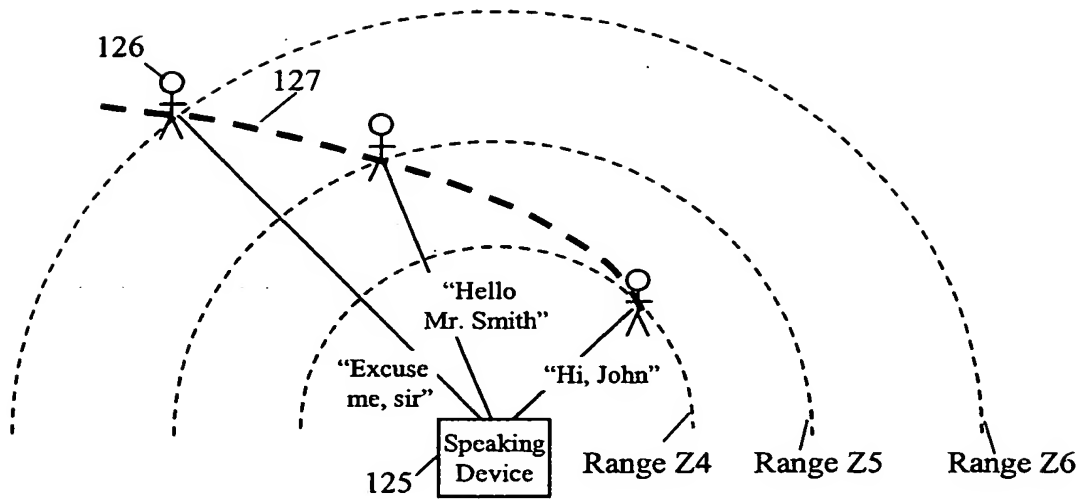 126
127
“Hello
Mr. Smith”
“Excuse
me, sir”
“Hi, John”
Speaking
Device
125
Range Z4
Range Z5
Range Z6